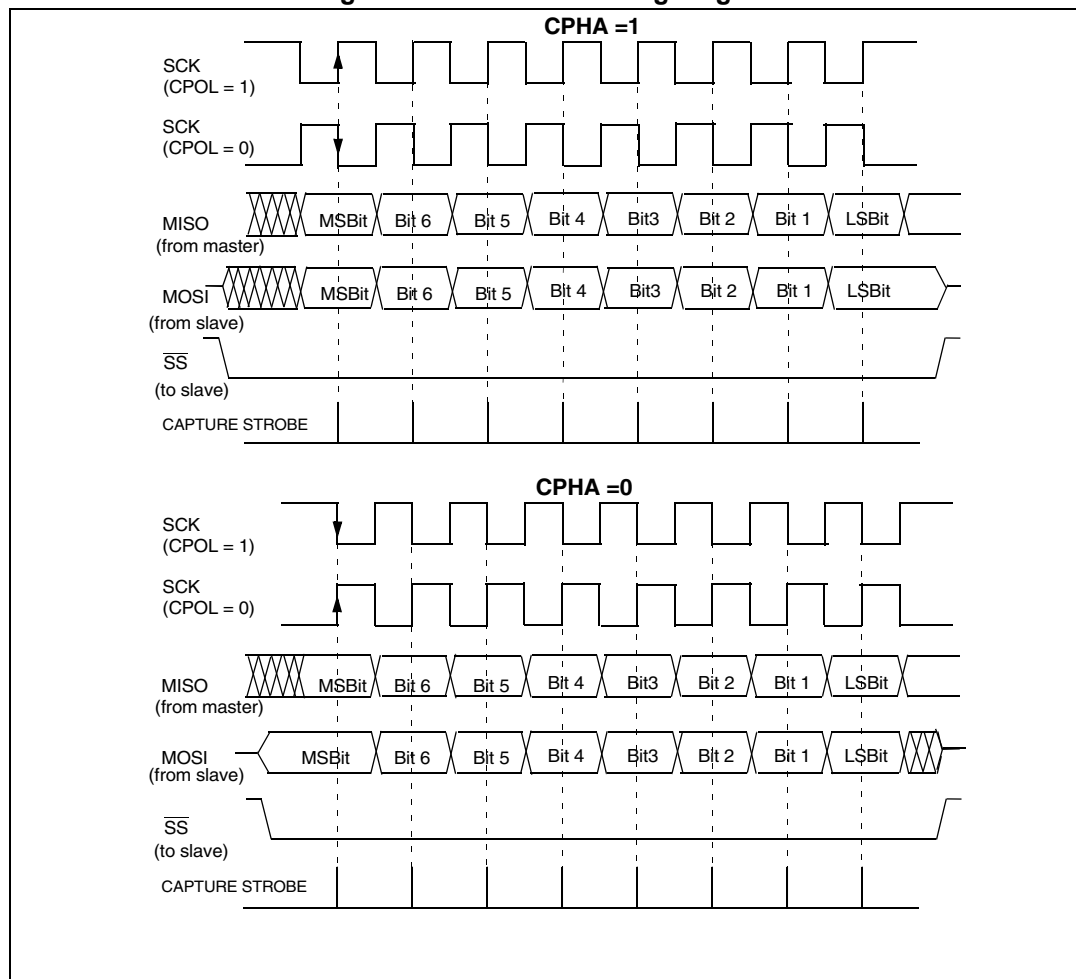 CPHA =1
SCK
(CPOL = 1)
SCK
(CPOL = 0)
MISO
(from master)
MSBit Bit 6 Bit 5 Bit 4 Bit3 Bit 2 Bit 1 LSBit
MOSI
(from slave)
MSBit Bit 6 Bit 5 Bit 4 Bit3 Bit 2 Bit 1 LSBit
SS
(to slave)
CAPTURE STROBE
CPHA =0
SCK
(CPOL = 1)
SCK
(CPOL = 0)
MISO
(from master)
MSBit Bit 6 Bit 5 Bit 4 Bit3 Bit 2 Bit 1 LSBit
MOSI
(from slave)
MSBit Bit 6 Bit 5 Bit 4 Bit3 Bit 2 Bit 1 LSBit
SS
(to slave)
CAPTURE STROBE